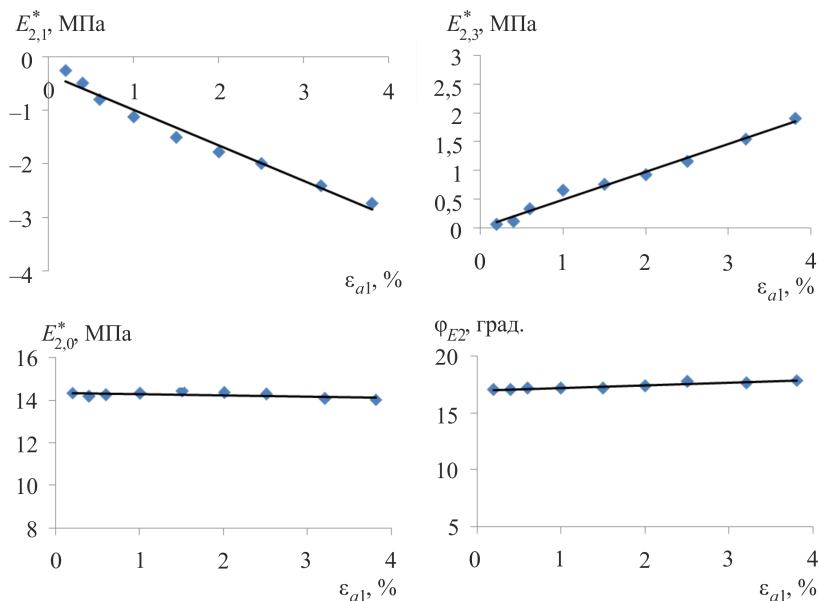 E*2,1, МПа
0
0 1 2 3 4
–1
–2
–3
–4
εa1, %
E*2,3, МПа
3
2,5
2
1,5
1
0,5
0
0 1 2 3 4
εa1, %
E*2,0, МПа
16
14
12
10
8
0 1 2 3 4
εa1, %
φE2, град.
20
15
10
5
0 1 2 3 4
εa1, %